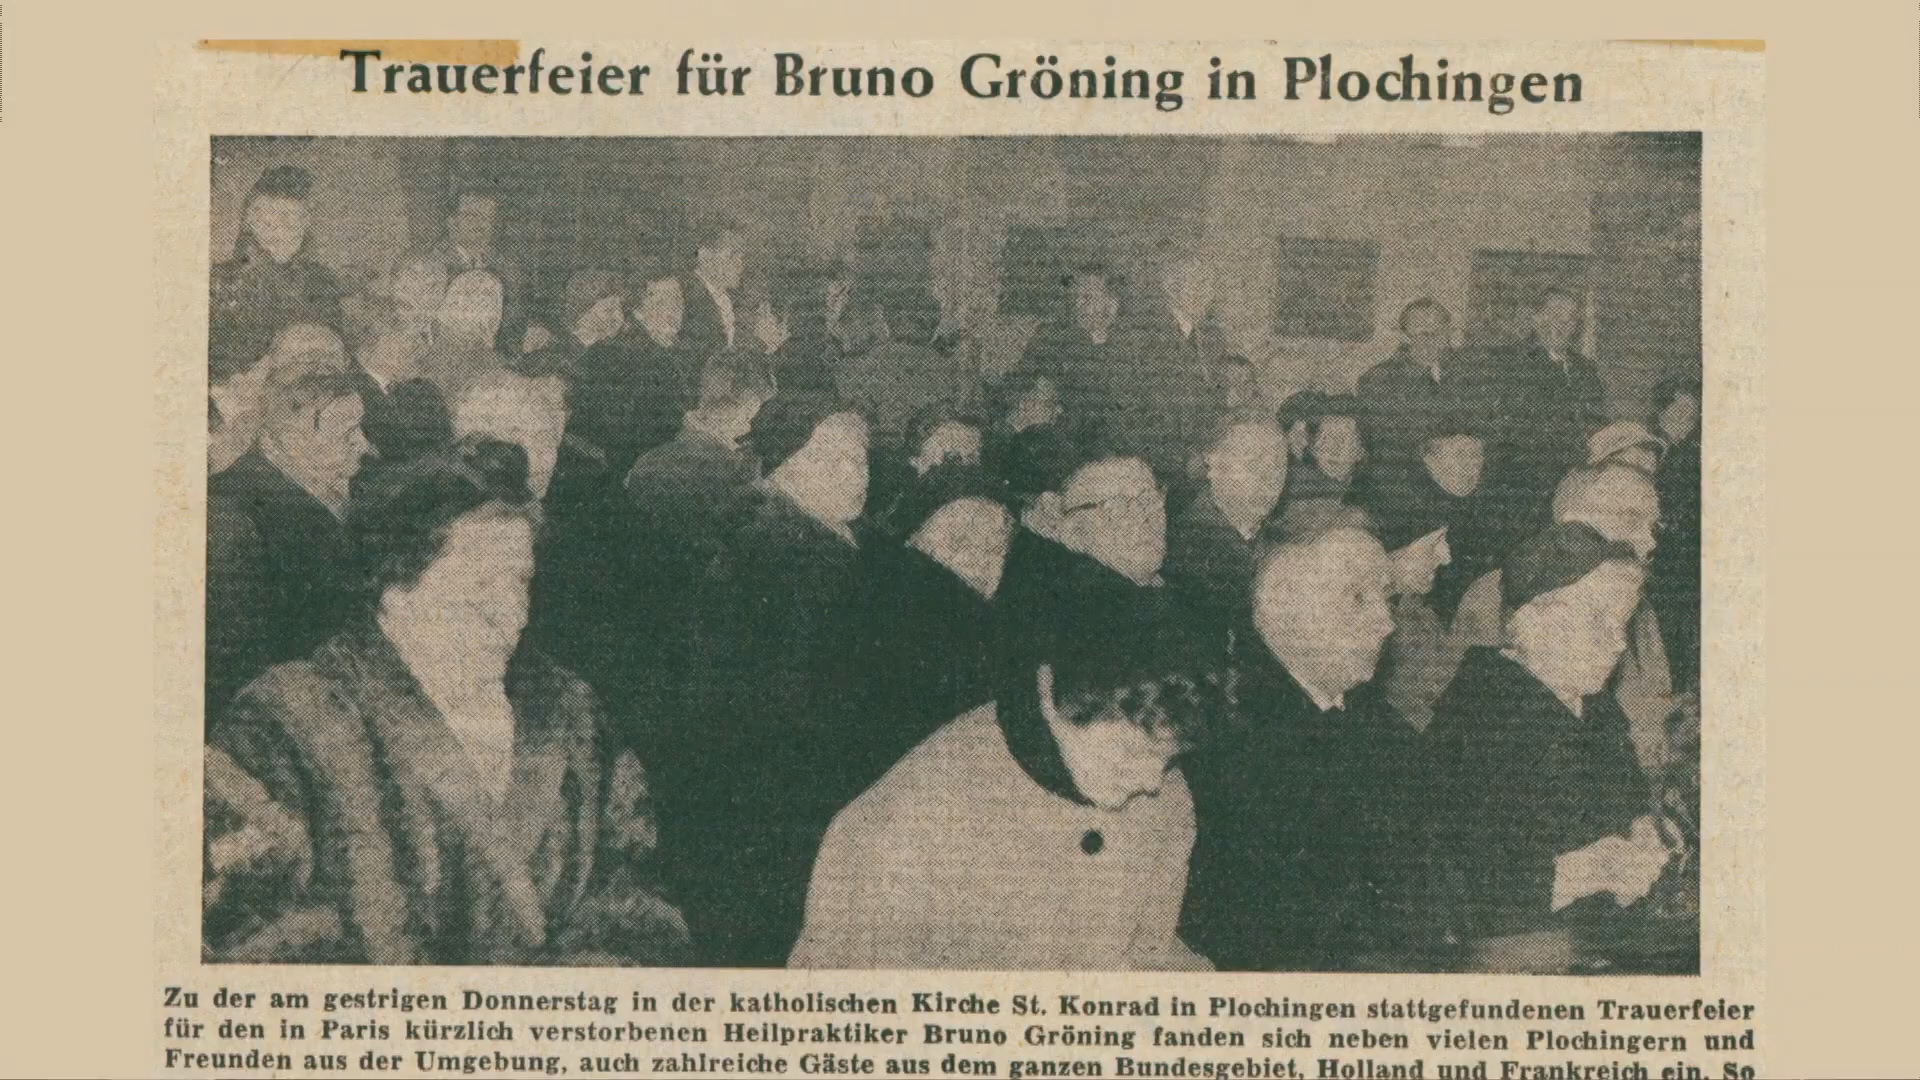 Trauerfeier für Bruno Gröning in Plochingen
Zu der am gestrigen Donnerstag in der katholischen Kirche St. Konrad in Plochingen stattgefundenen Trauerfeier
für den in Paris kürzlich verstorbenen Heilpraktiker Bruno Gröning fanden sich neben vielen Plochingern und
Freunden aus der Umgebung, auch zahlreiche Gäste aus dem ganzen Bundesgebiet, Holland und Frankreich ein. So